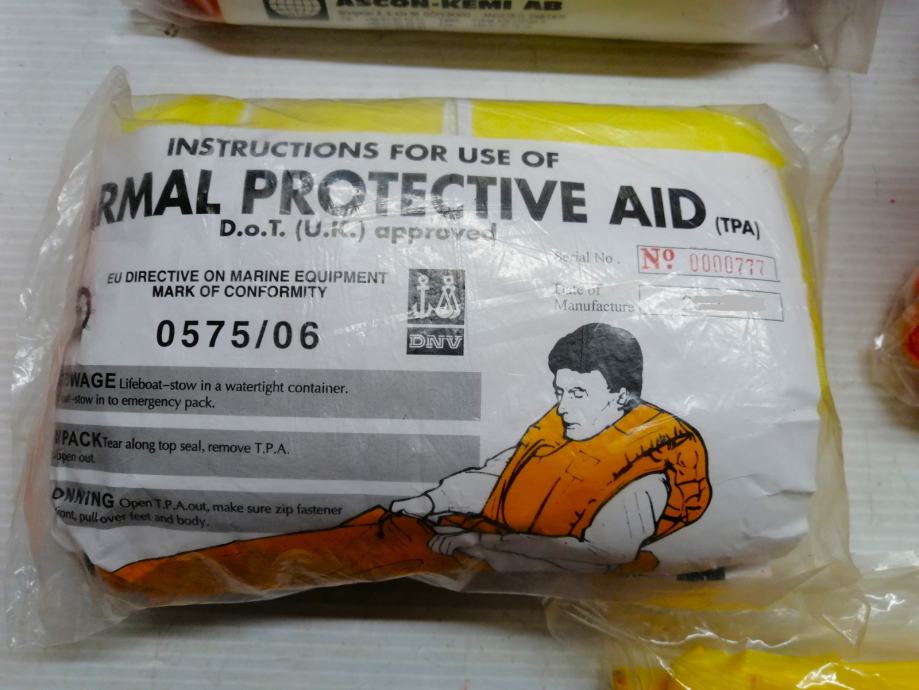 ASCON-KEMI AB
INSTRUCTIONS FOR USE OF
RMAL PROTECTIVE AID (TPA)
D.o.T. (U.K.) approved
EU DIRECTIVE ON MARINE EQUIPMENT
MARK OF CONFORMITY
0575/06
DNV
Serial No. Nº 0000777
Date of
Manufacture 2
WAGE Lifeboat-stow in a watertight container.
-stow in to emergency pack.
PACK Tear along top seal, remove T.P.A.
open out.
NNING Open T.P.A.out, make sure zip fastener
front, pull over feet and body.